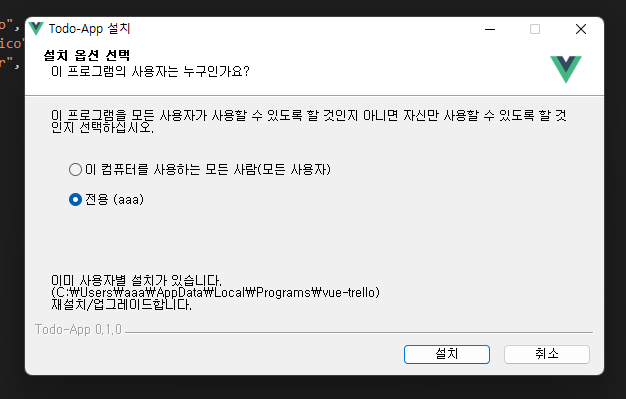 o",
Todo-App 설치
ico"
설치 옵션 선택
이 프로그램의 사용자는 누구인가요?
r",
이 프로그램을 모든 사용자가 사용할 수 있도록 할 것인지 아니면 자신만 사용할 수 있도록 할 것
인지 선택하십시오.
이 컴퓨터를 사용하는 모든 사람(모든 사용자)
전용 (aaa)
이미 사용자별 설치가 있습니다.
(C:₩Users₩aaa₩AppData₩Local₩Programs₩vue-trello)
재설치/업그레이드합니다.
Todo-App 0.1.0
설치
취소